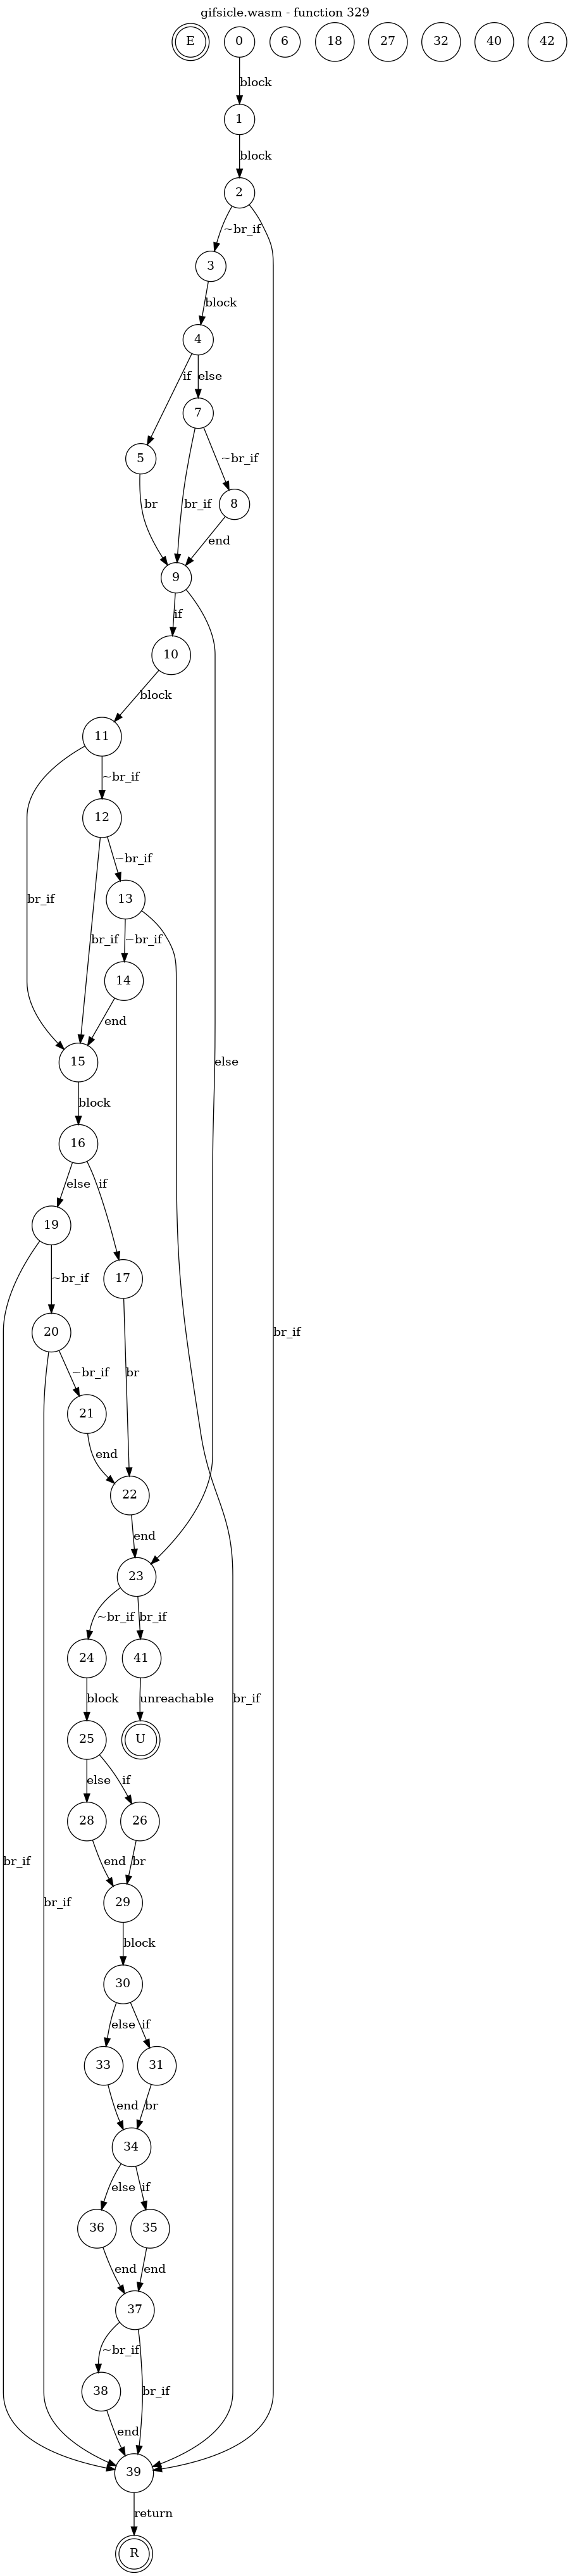 gifsicle.wasm - function 329
E 0 6 18 27 32 40 42
block
1
block
2
~br_if
3
block
4
if else
7
5 ~br_if
br br_if 8
end
9
if
10
block
11
~br_if
12
~br_if
br_if 13
br_if ~br_if
14
end
15 else
block
16
else if
19
~br_if 17
20 br_if
~br_if br
21
end
22
end
23
~br_if br_if
24 41
block unreachable br_if
25 U
else if
28 26
br_if end br
br_if 29
block
30
else if
33 31
end br
34
else if
36 35
end end
37
~br_if
38 br_if
end
39
return
R